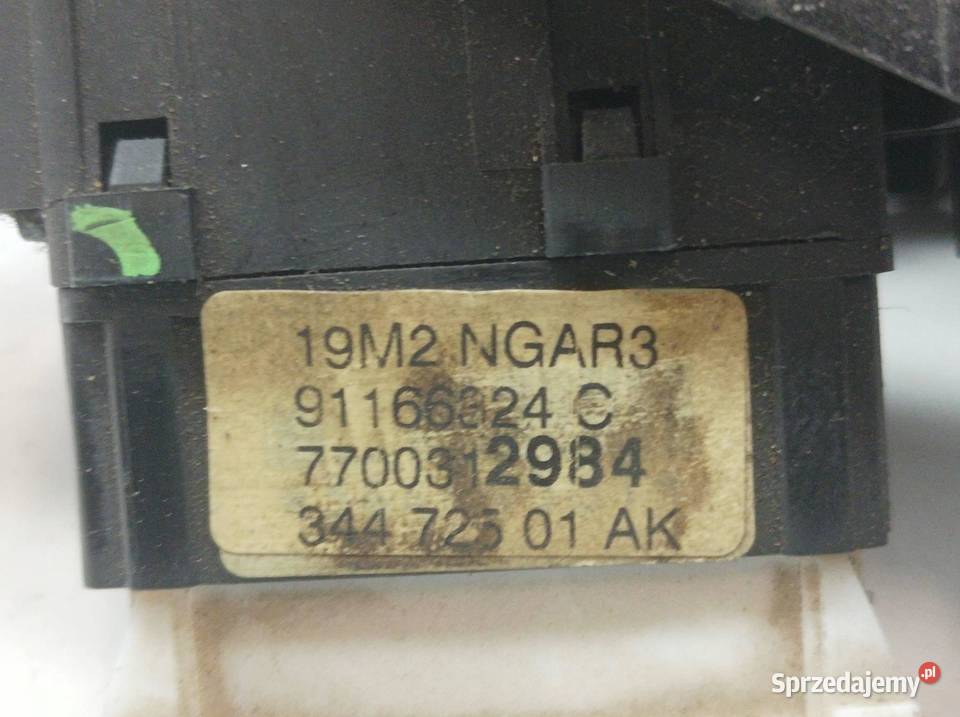 19M2 NGAR3
91166324 C
7700312984
344 725 01 AK
Sprzedajemy.pl